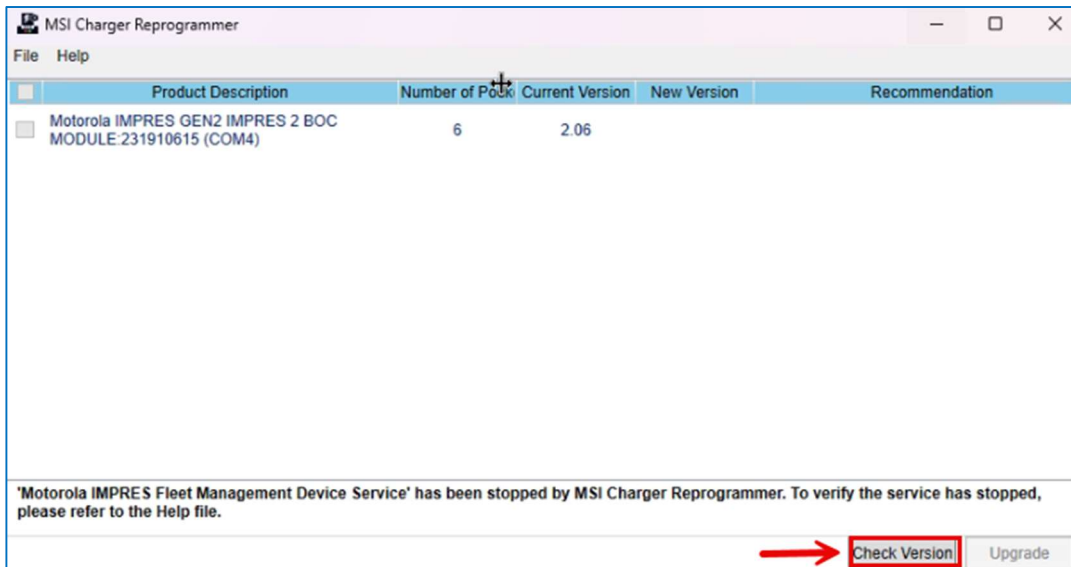 MSI Charger Reprogrammer
File Help
Product Description Number of Current Version New Version Recommendation
Motorola IMPRES GEN2 IMPRES 2 BOC
MODULE:231910615 (COM4)
6 2.06
'Motorola IMPRES Fleet Management Device Service' has been stopped by MSI Charger Reprogrammer. To verify the service has stopped,
please refer to the Help file.
Check Version Upgrade